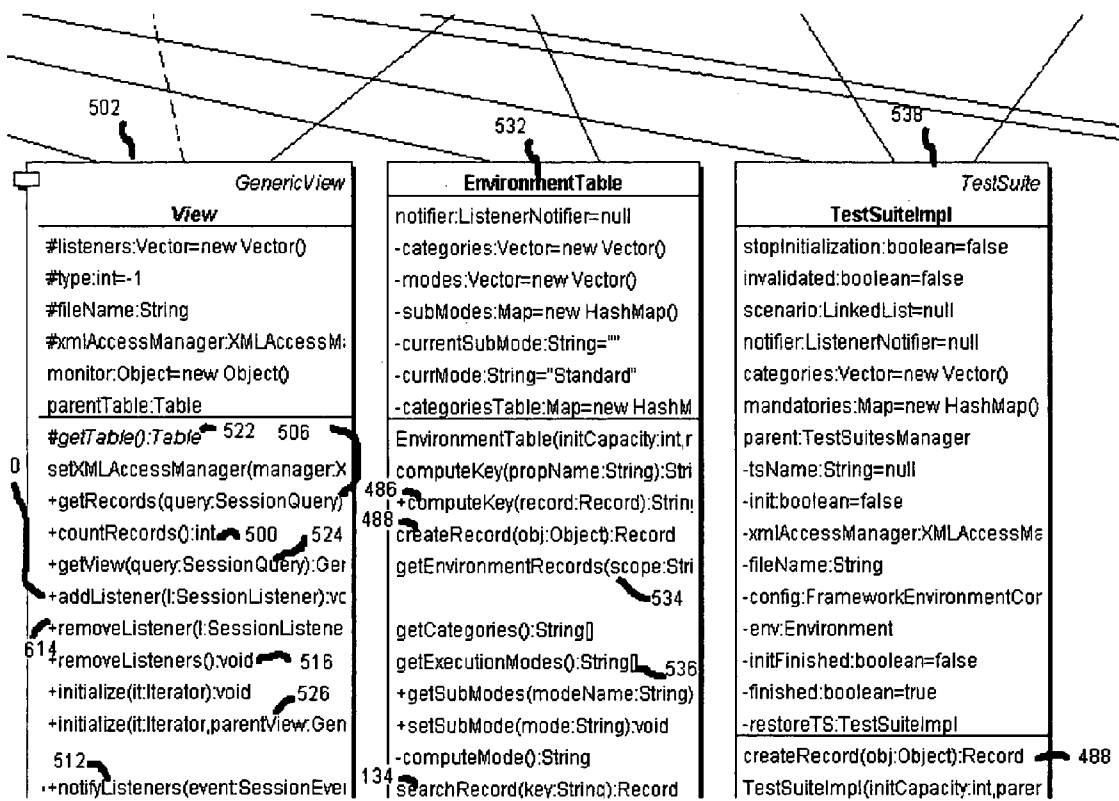 502
532
538
GenericView
View
#listeners:Vector=new Vector()
#type:int=-1
#fileName:String
#xmlAccessManager:XMLAccessMa
monitor:Object=new Object()
parentTable:Table
#getTable():Table 522 506
setXMLAccessManager(manager:X
+getRecords(query:SessionQuery)
+countRecords():int 500 524
+getView(query:SessionQuery):Ger
0
+addListener(l:SessionListener):vo
+removeListener(l:SessionListene
614
+removeListeners():void 516
+initialize(it:Iterator):void 526
+initialize(it:Iterator,parentView:Gen
512
+notifyListeners(event:SessionEver
EnvironmentTable
notifier:ListenerNotifier=null
-categories:Vector=new Vector()
-modes:Vector=new Vector()
-subModes:Map=new HashMap()
-currentSubMode:String=""
-currMode:String="Standard"
-categoriesTable:Map=new HashM
EnvironmentTable(initCapacity:int,r
computeKey(propName:String):Stri
486
+computeKey(record:Record):String
488
createRecord(obj:Object):Record
getEnvironmentRecords(scope:Stri
534
getCategories():String[]
getExecutionModes():String[] 536
+getSubModes(modeName:String)
+setSubMode(mode:String):void
-computeMode():String
134
searchRecord(key:String):Record
TestSuite
TestSuiteImpl
stopInitialization:boolean=false
invalidated:boolean=false
scenario:LinkedList=null
notifier:ListenerNotifier=null
categories:Vector=new Vector()
mandatories:Map=new HashMap()
parent:TestSuitesManager
-tsName:String=null
-init:boolean=false
-xmlAccessManager:XMLAccessMa
-fileName:String
-config:FrameworkEnvironmentCor
-env:Environment
-initFinished:boolean=false
-finished:boolean=true
-restoreTS:TestSuiteImpl
createRecord(obj:Object):Record 488
TestSuiteImpl(initCapacity:int,parer